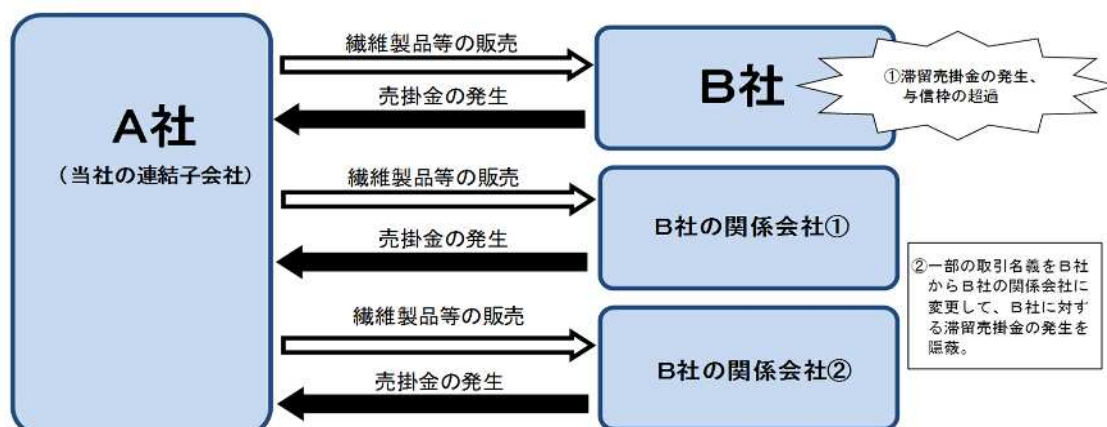 繊維製品等の販売
売掛金の発生
A社
(当社の連結子会社)
B社
①滞留売掛金の発生、
与信枠の超過
繊維製品等の販売
売掛金の発生
B社の関係会社①
②一部の取引名義をB社
からB社の関係会社に
変更して、B社に対す
る滞留売掛金の発生を
隠蔽。
繊維製品等の販売
売掛金の発生
B社の関係会社②